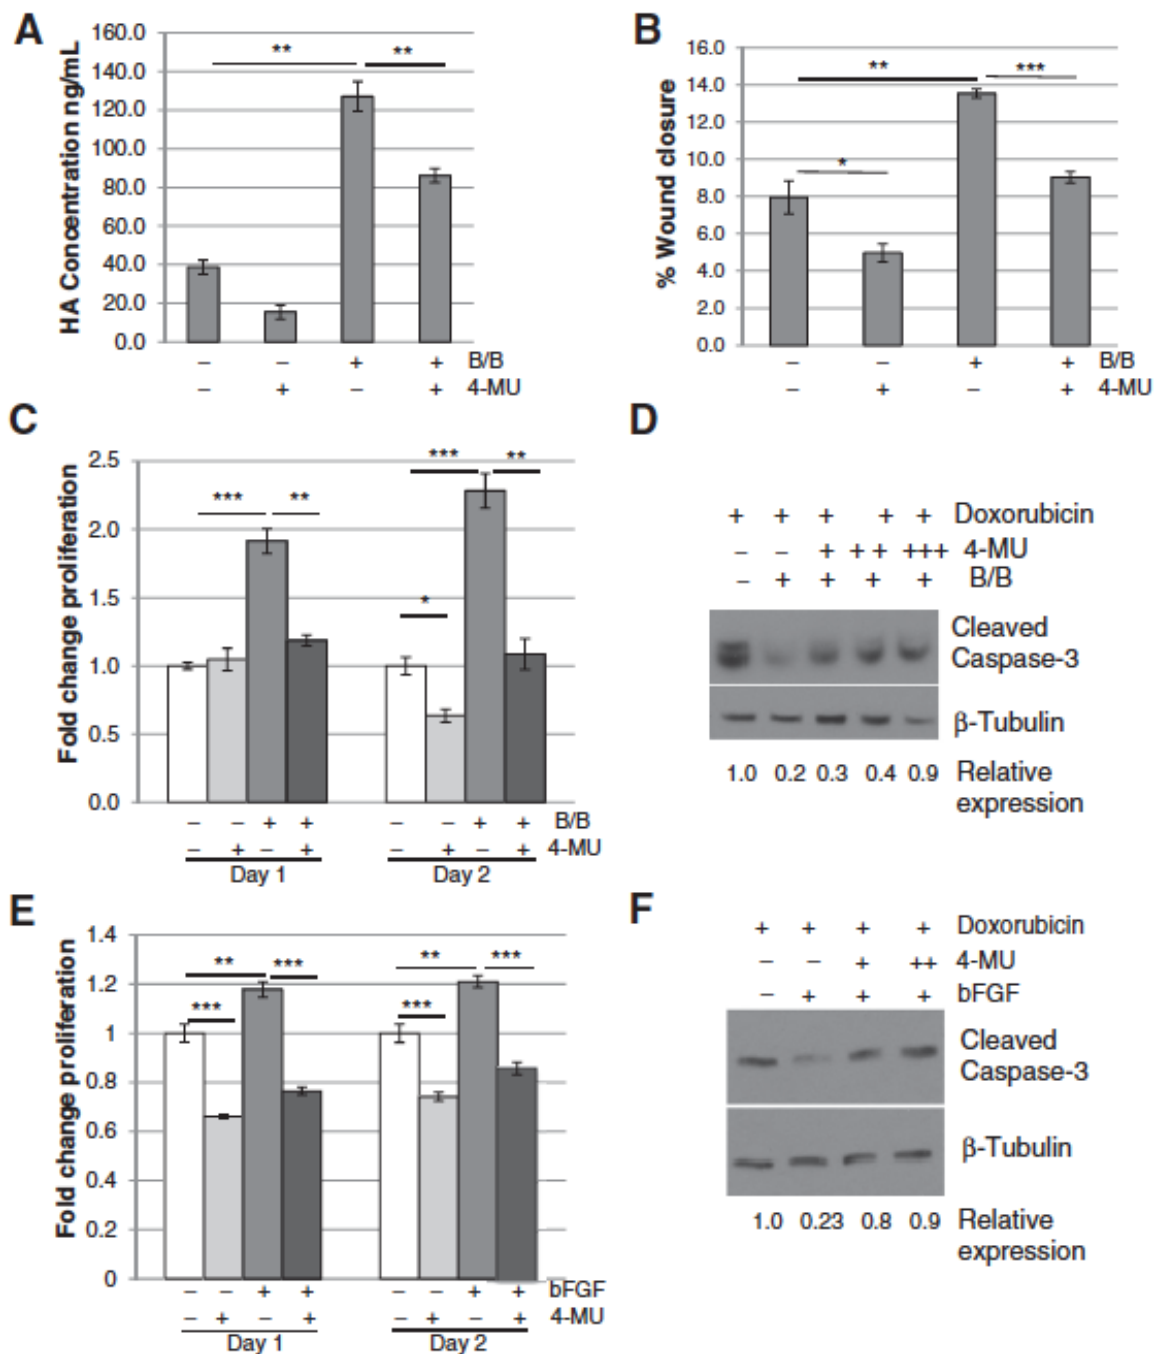 A
HA Concentration ng/mL
160.0
140.0
120.0
100.0
80.0
60.0
40.0
20.0
0.0
** **
– – + + B/B
– + – + 4-MU
B
% Wound closure
16.0
14.0
12.0
10.0
8.0
6.0
4.0
2.0
0.0
** ***
*
– – + + B/B
– + – + 4-MU
C
Fold change proliferation
2.5
2.0
1.5
1.0
0.5
0.0
*** ** *** **
*
– – + + – – + + B/B
– + – + – + – + 4-MU
Day 1 Day 2
D
+ + + + + Doxorubicin
– – + ++ +++ 4-MU
– + + + + B/B
Cleaved
Caspase-3
β-Tubulin
1.0 0.2 0.3 0.4 0.9 Relative
expression
E
Fold change proliferation
1.4
1.2
1
0.8
0.6
0.4
0.2
0
** *** ** ***
*** ***
– – + + – – + + bFGF
– + – + – + – + 4-MU
Day 1 Day 2
F
+ + + + Doxorubicin
– – + ++ 4-MU
– + + + bFGF
Cleaved
Caspase-3
β-Tubulin
1.0 0.23 0.8 0.9 Relative
expression